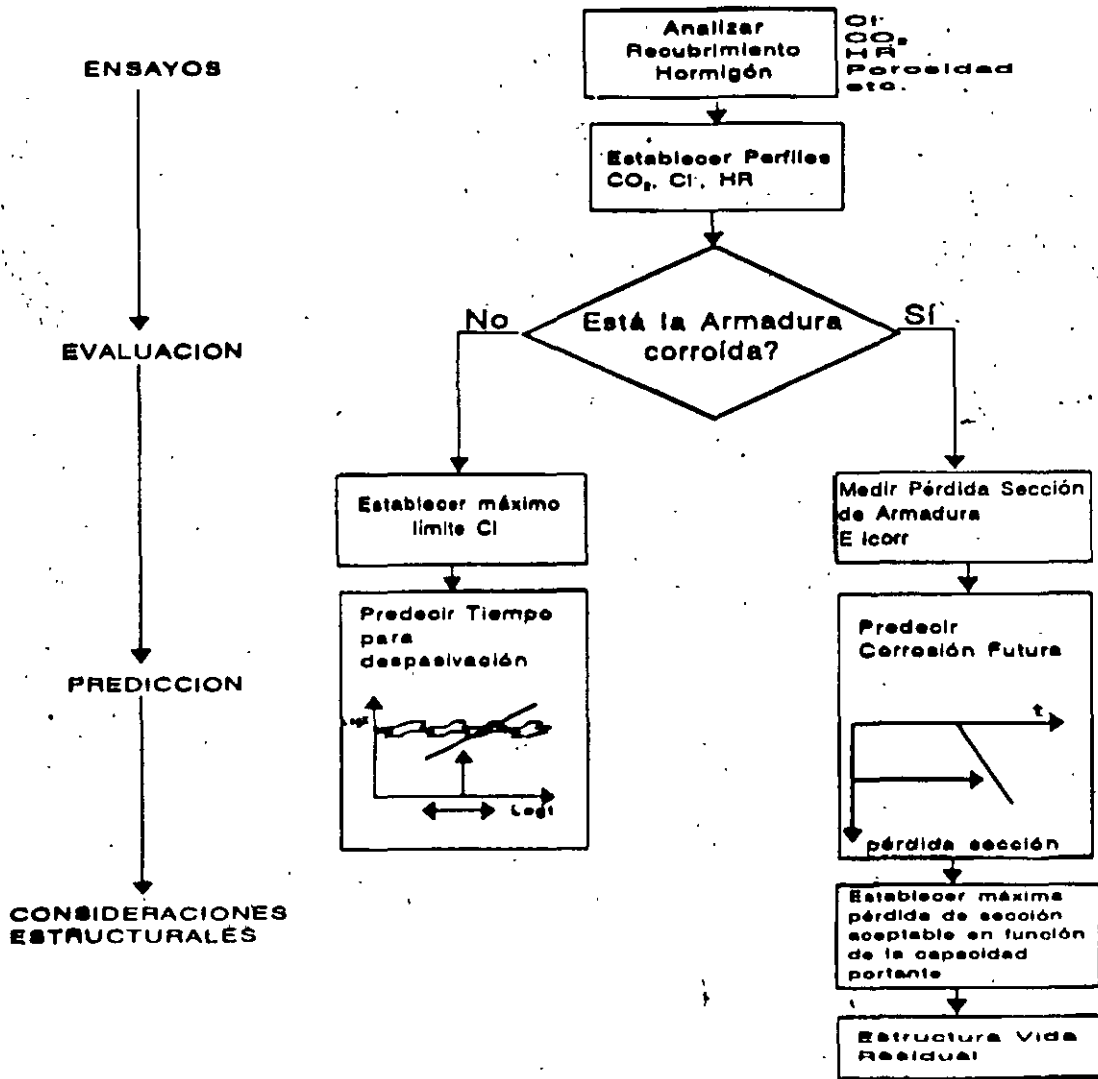 ENSAYOS
EVALUACION
PREDICCION
CONSIDERACIONES
ESTRUCTURALES
Analizar
Recubrimiento
Hormigón
Cl⁻
CO₂
HR
Porosidad
etc.
Establecer Perfiles
CO₂, Cl⁻, HR
Está la Armadura
corroída?
No
Sí
Establecer máximo
límite Cl
Predecir Tiempo
para
despasivación
Logt
Medir Pérdida Sección
de Armadura
E Icorr
Predecir
Corrosión Futura
t
pérdida sección
Establecer máxima
pérdida de sección
aceptable en función
de la capacidad
portante
Estructura Vida
Residual